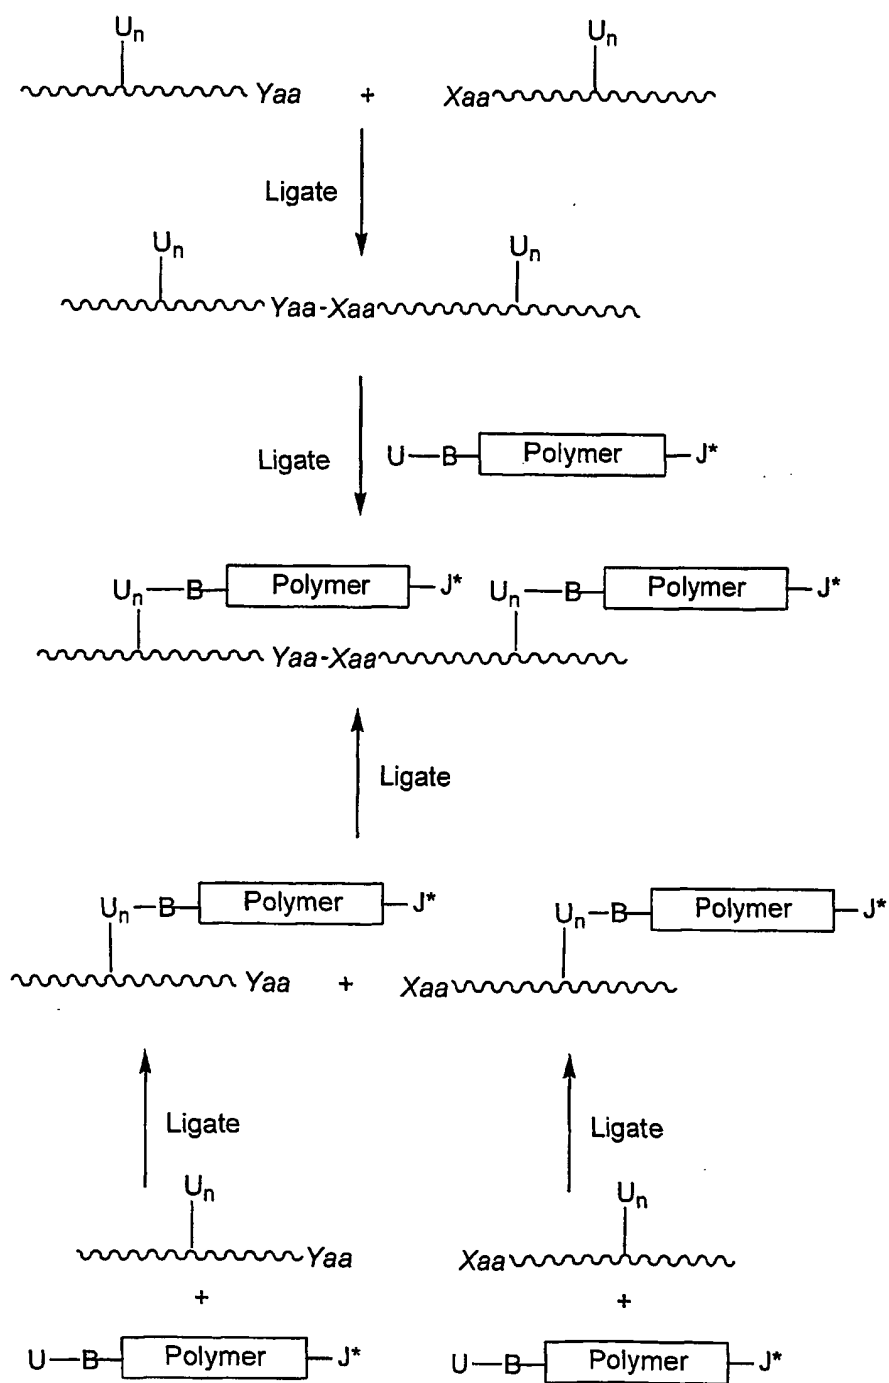 Un Un
Yaa + Xaa
Ligate
Un Un
Yaa-Xaa
Ligate U—B—Polymer—J*
Un—B—Polymer—J* Un—B—Polymer—J*
Yaa-Xaa
Ligate
Un—B—Polymer—J* Un—B—Polymer—J*
Yaa + Xaa
Ligate Ligate
Un Un
Yaa Xaa
+ +
U—B—Polymer—J* U—B—Polymer—J*